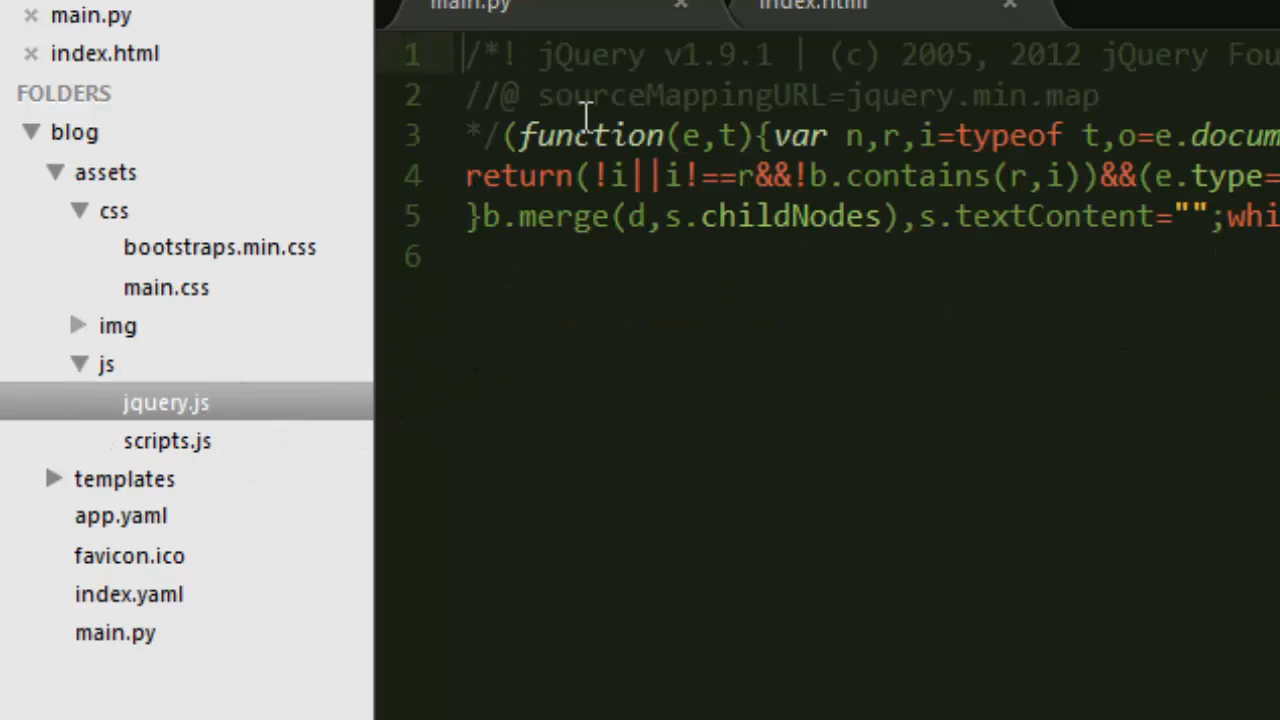 main.py
index.html
FOLDERS
blog
assets
css
bootstraps.min.css
main.css
img
js
jquery.js
scripts.js
templates
app.yaml
favicon.ico
index.yaml
main.py
main.py
index.html
1 /*! jQuery v1.9.1 | (c) 2005, 2012 jQuery Fou
2 //@ sourceMappingURL=jquery.min.map
3 */(function(e,t){var n,r,i=typeof t,o=e.docum
4 return(!i||i!==r&&!b.contains(r,i))&&(e.type=
5 }b.merge(d,s.childNodes),s.textContent="";whi
6